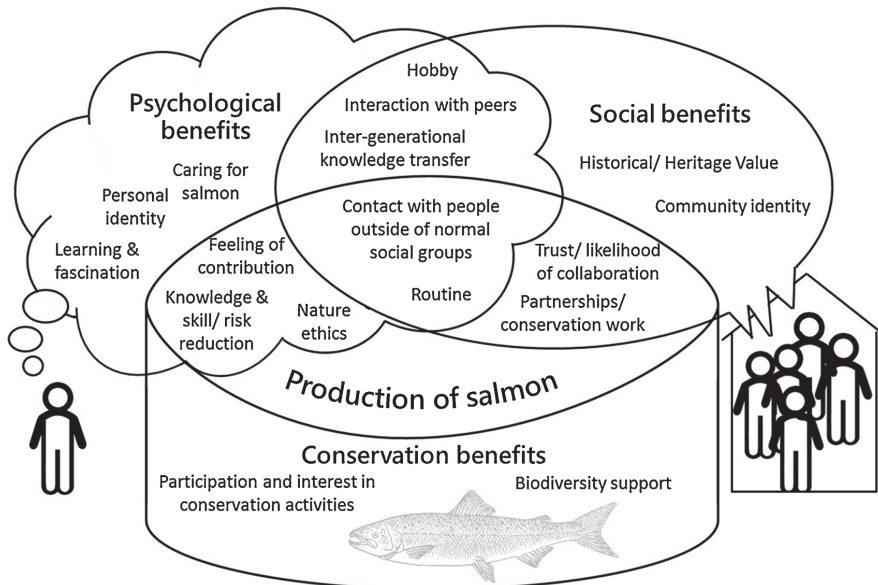 Psychological
benefits
Caring for
salmon
Personal
identity
Learning &
fascination
Hobby
Interaction with peers
Inter-generational
knowledge transfer
Social benefits
Historical/ Heritage Value
Community identity
Contact with people
outside of normal
social groups
Routine
Feeling of
contribution
Knowledge &
skill/ risk
reduction
Nature
ethics
Trust/ likelihood
of collaboration
Partnerships/
conservation work
Production of salmon
Conservation benefits
Participation and interest in
conservation activities
Biodiversity support